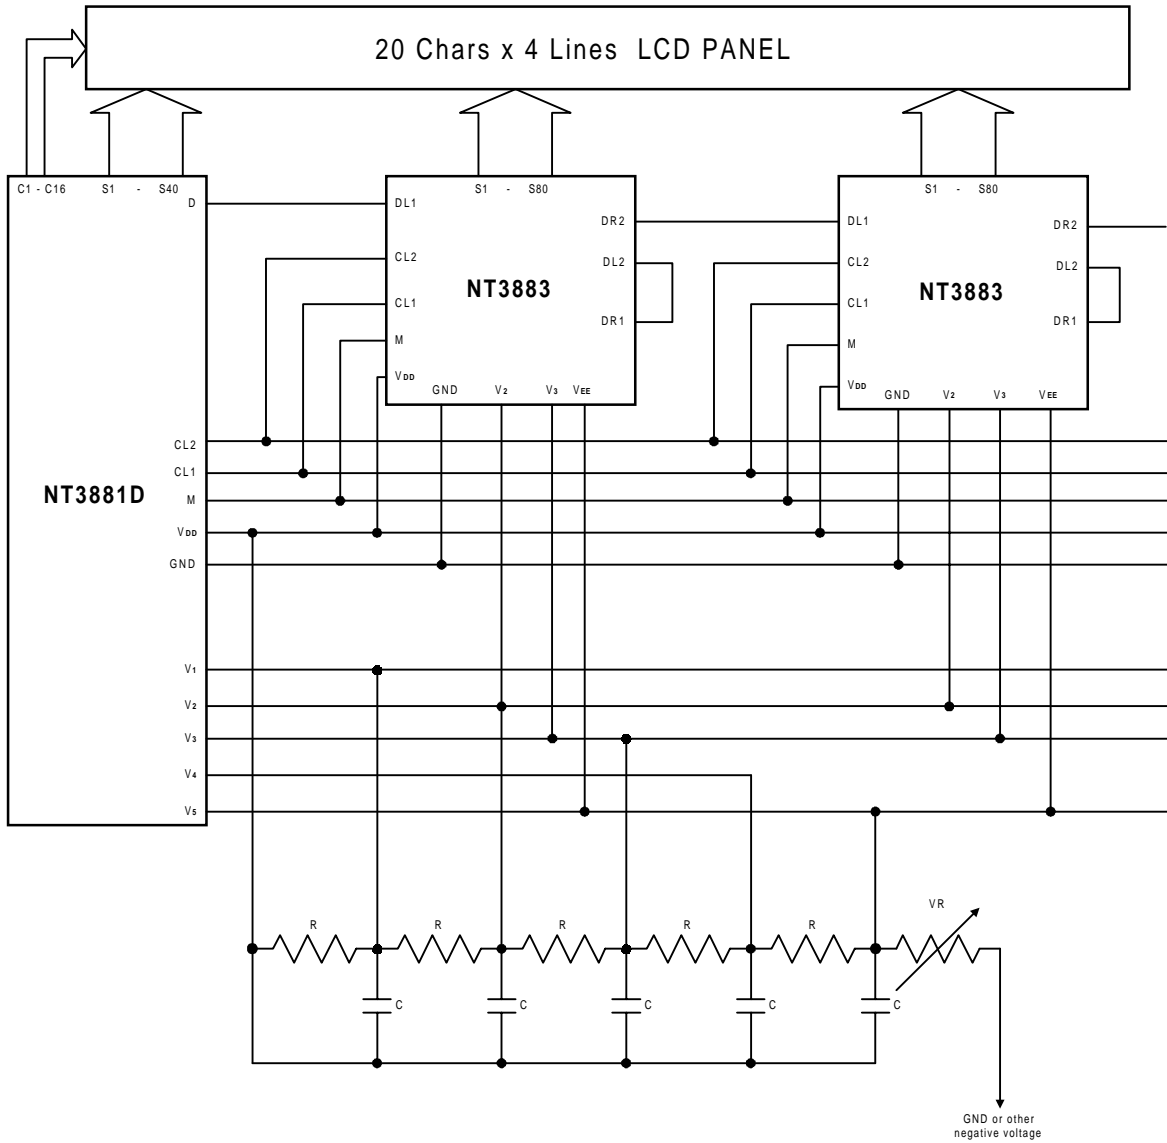 20 Chars x 4 Lines LCD PANEL
C1 - C16 S1 - S40
D
S1 - S80
S1 - S80
DL1
DR2
DL1
DR2
CL2
DL2
CL2
DL2
NT3883
NT3883
CL1
DR1
CL1
DR1
M
M
VDD
VDD
GND V2 V3 VEE
GND V2 V3 VEE
CL2
CL1
NT3881D
M
VDD
GND
V1
V2
V3
V4
V5
VR
R R R R R
C C C C C
GND or other
negative voltage